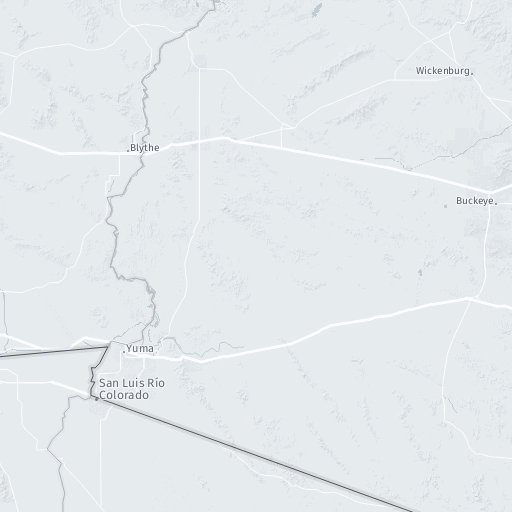 Wickenburg
Blythe
Buckeye
Yuma
San Luis Río
Colorado